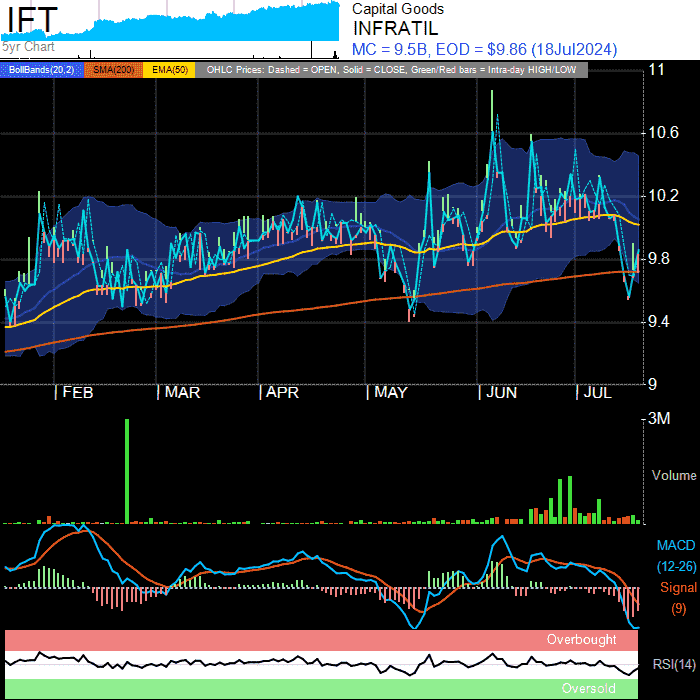 IFT
5yr Chart
Capital Goods
INFRATIL
MC = 9.5B, EOD = $9.86 (18Jul2024)
BollBands(20,2) SMA(200) EMA(50) OHLC Prices: Dashed = OPEN, Solid = CLOSE, Green/Red bars = Intra-day HIGH/LOW
11
10.6
10.2
9.8
9.4
9
FEB MAR APR MAY JUN JUL
3M
Volume
MACD
(12-26)
Signal
(9)
Overbought
RSI(14)
Oversold